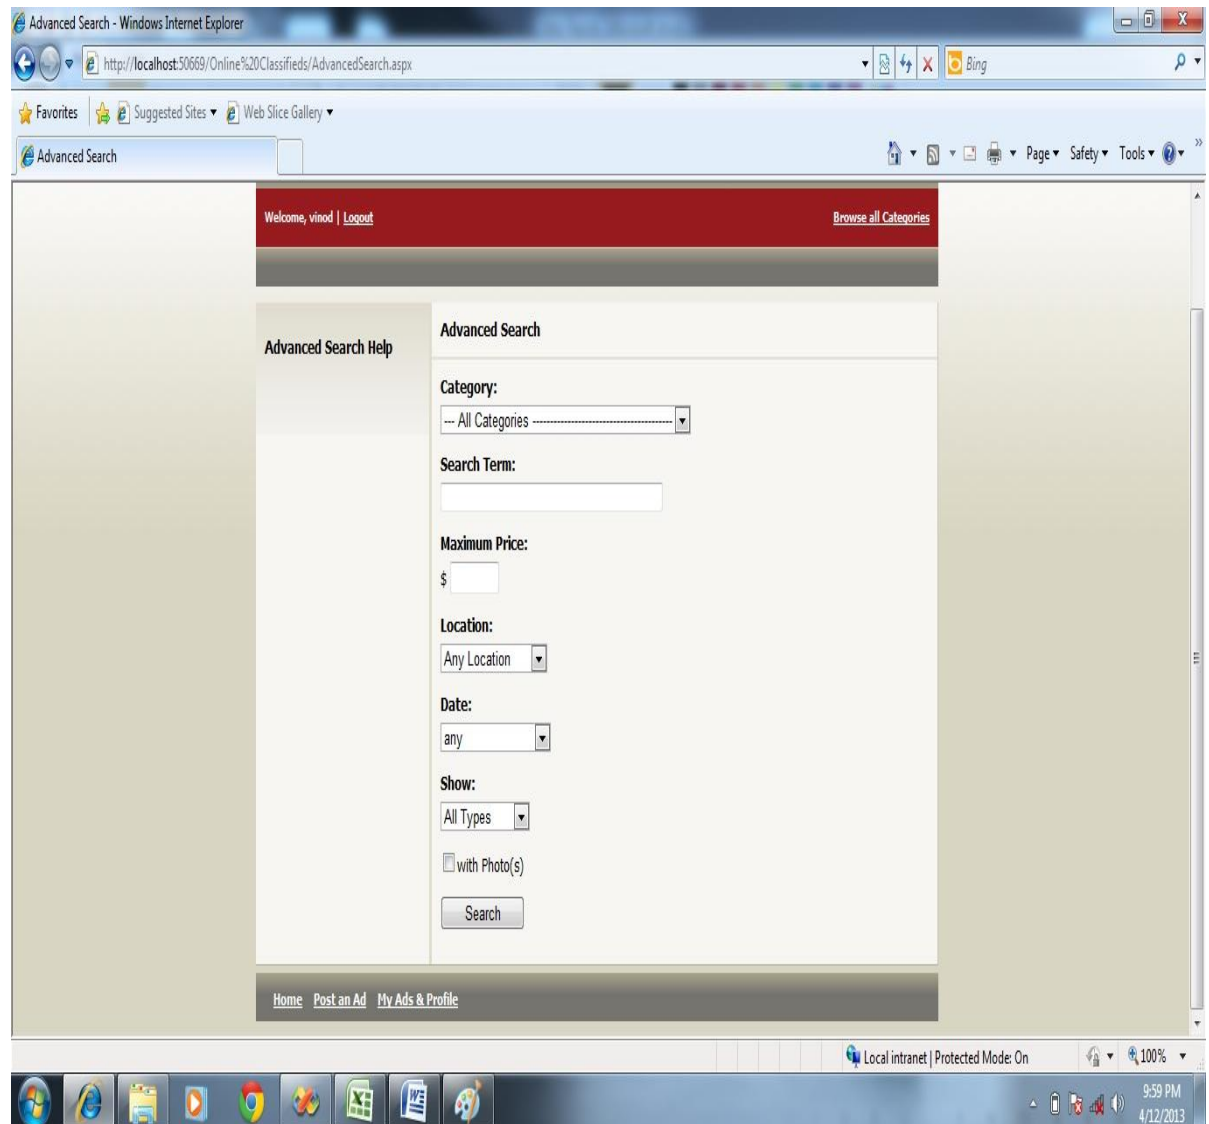 Advanced Search - Windows Internet Explorer
http://localhost:50669/Online%20Classifieds/AdvancedSearch.aspx
Bing
Favorites Suggested Sites Web Slice Gallery
Advanced Search
Page Safety Tools
Welcome, vinod | Logout
Browse all Categories
Advanced Search Help
Advanced Search
Category:
--- All Categories ----------------------------------------
Search Term:
Maximum Price:
$
Location:
Any Location
Date:
any
Show:
All Types
with Photo(s)
Search
Home Post an Ad My Ads & Profile
Local intranet | Protected Mode: On
100%
9:59 PM
4/12/2013